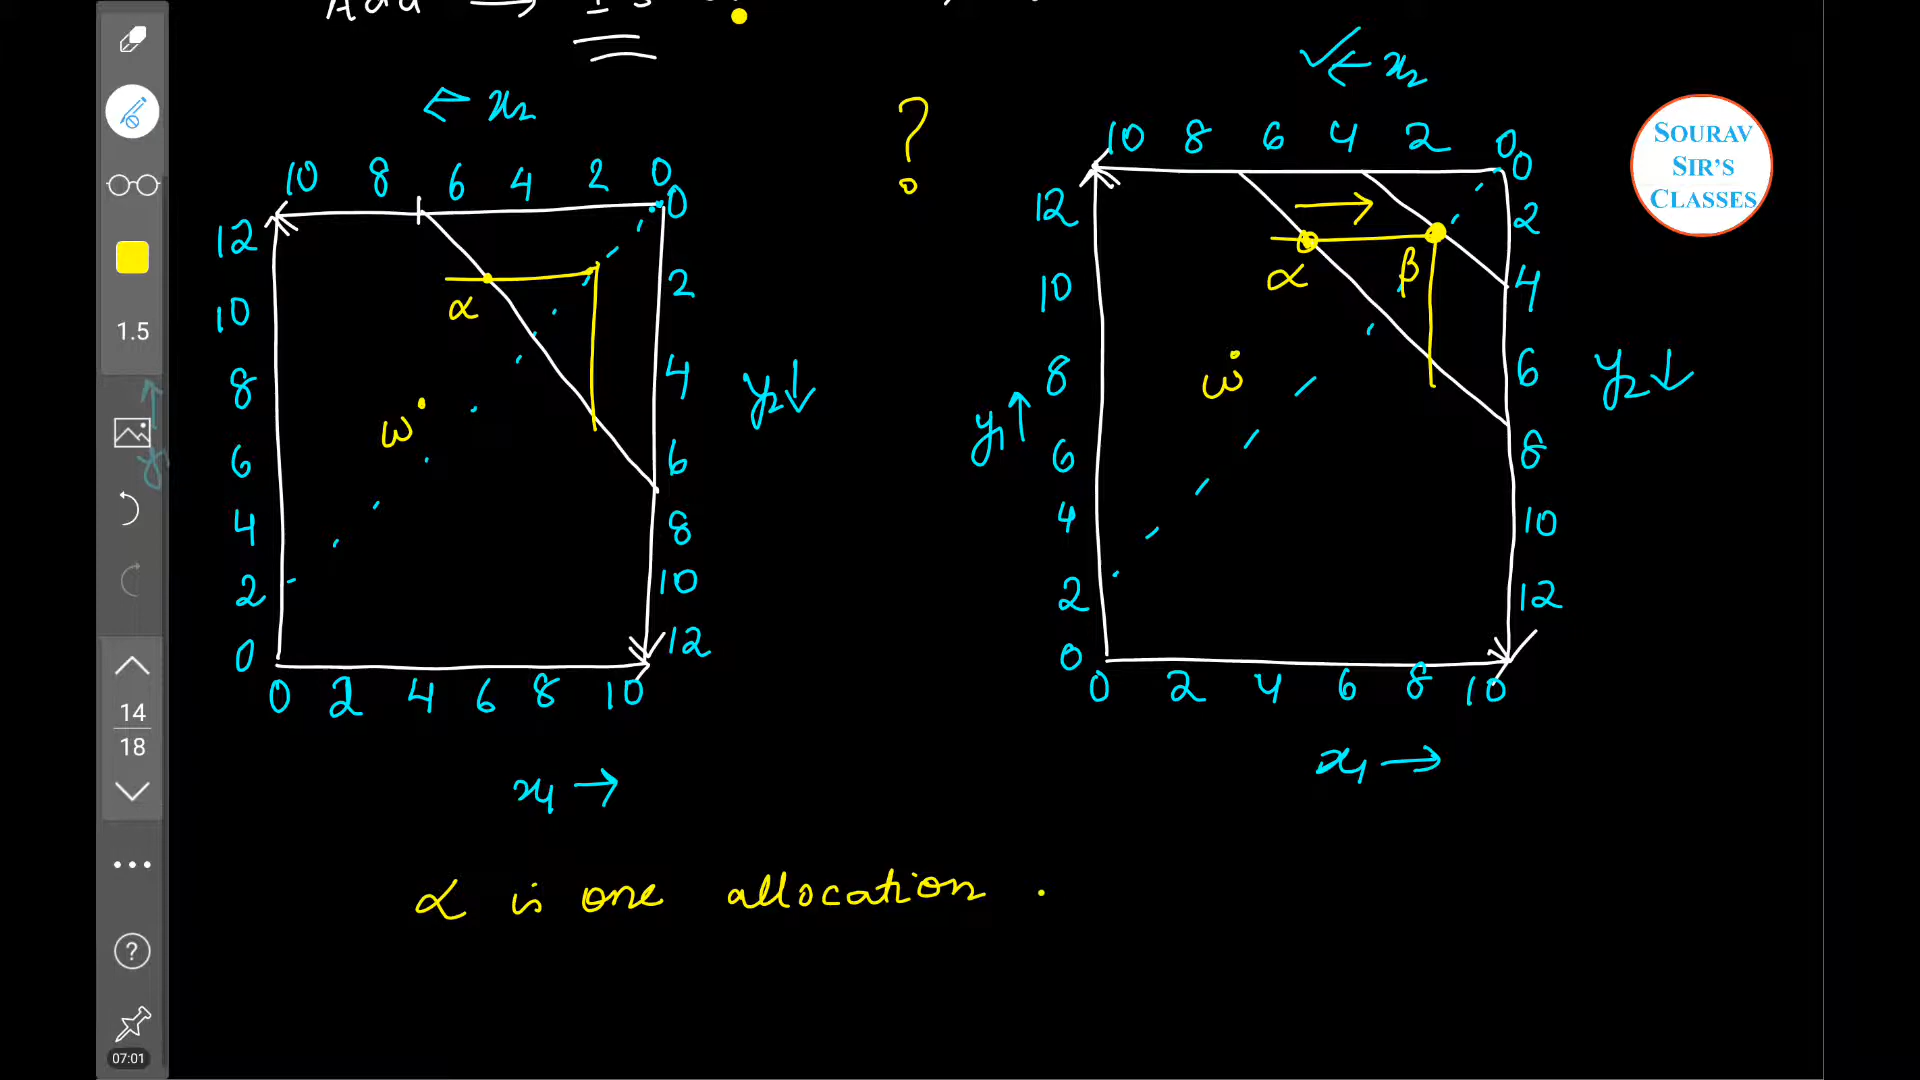 Add →
← x₂
10 8 6 4 2 0
0
12 10 8 6 4 2 0
2 4 6 8 10 12
α
ω
y₂ ↓
0 2 4 6 8 10
x₁ →
?
✓ ← x₂
10 8 6 4 2 0
0
12 10 8 6 4 2 0
2 4 6 8 10 12
α
β
ω
y₁ ↑
y₂ ↓
0 2 4 6 8 10
x₁ →
SOURAV
SIR'S
CLASSES
α is one allocation .
1.5
14
18
?
07:01